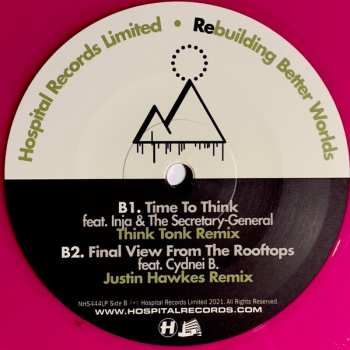 Hospital Records Limited • Rebuilding Better Worlds
B1. Time To Think
feat. Inja & The Secretary-General
Think Tonk Remix
B2. Final View From The Rooftops
feat. Cydnei B.
Justin Hawkes Remix
NHS444LP Side B (℗) Hospital Records Limited 2021. All Rights Reserved.
WWW.HOSPITALRECORDS.COM
H